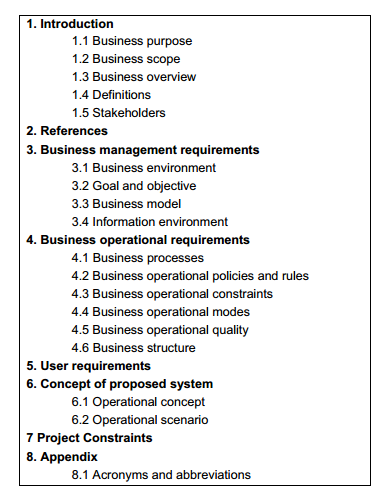 1. Introduction
1.1 Business purpose
1.2 Business scope
1.3 Business overview
1.4 Definitions
1.5 Stakeholders
2. References
3. Business management requirements
3.1 Business environment
3.2 Goal and objective
3.3 Business model
3.4 Information environment
4. Business operational requirements
4.1 Business processes
4.2 Business operational policies and rules
4.3 Business operational constraints
4.4 Business operational modes
4.5 Business operational quality
4.6 Business structure
5. User requirements
6. Concept of proposed system
6.1 Operational concept
6.2 Operational scenario
7 Project Constraints
8. Appendix
8.1 Acronyms and abbreviations